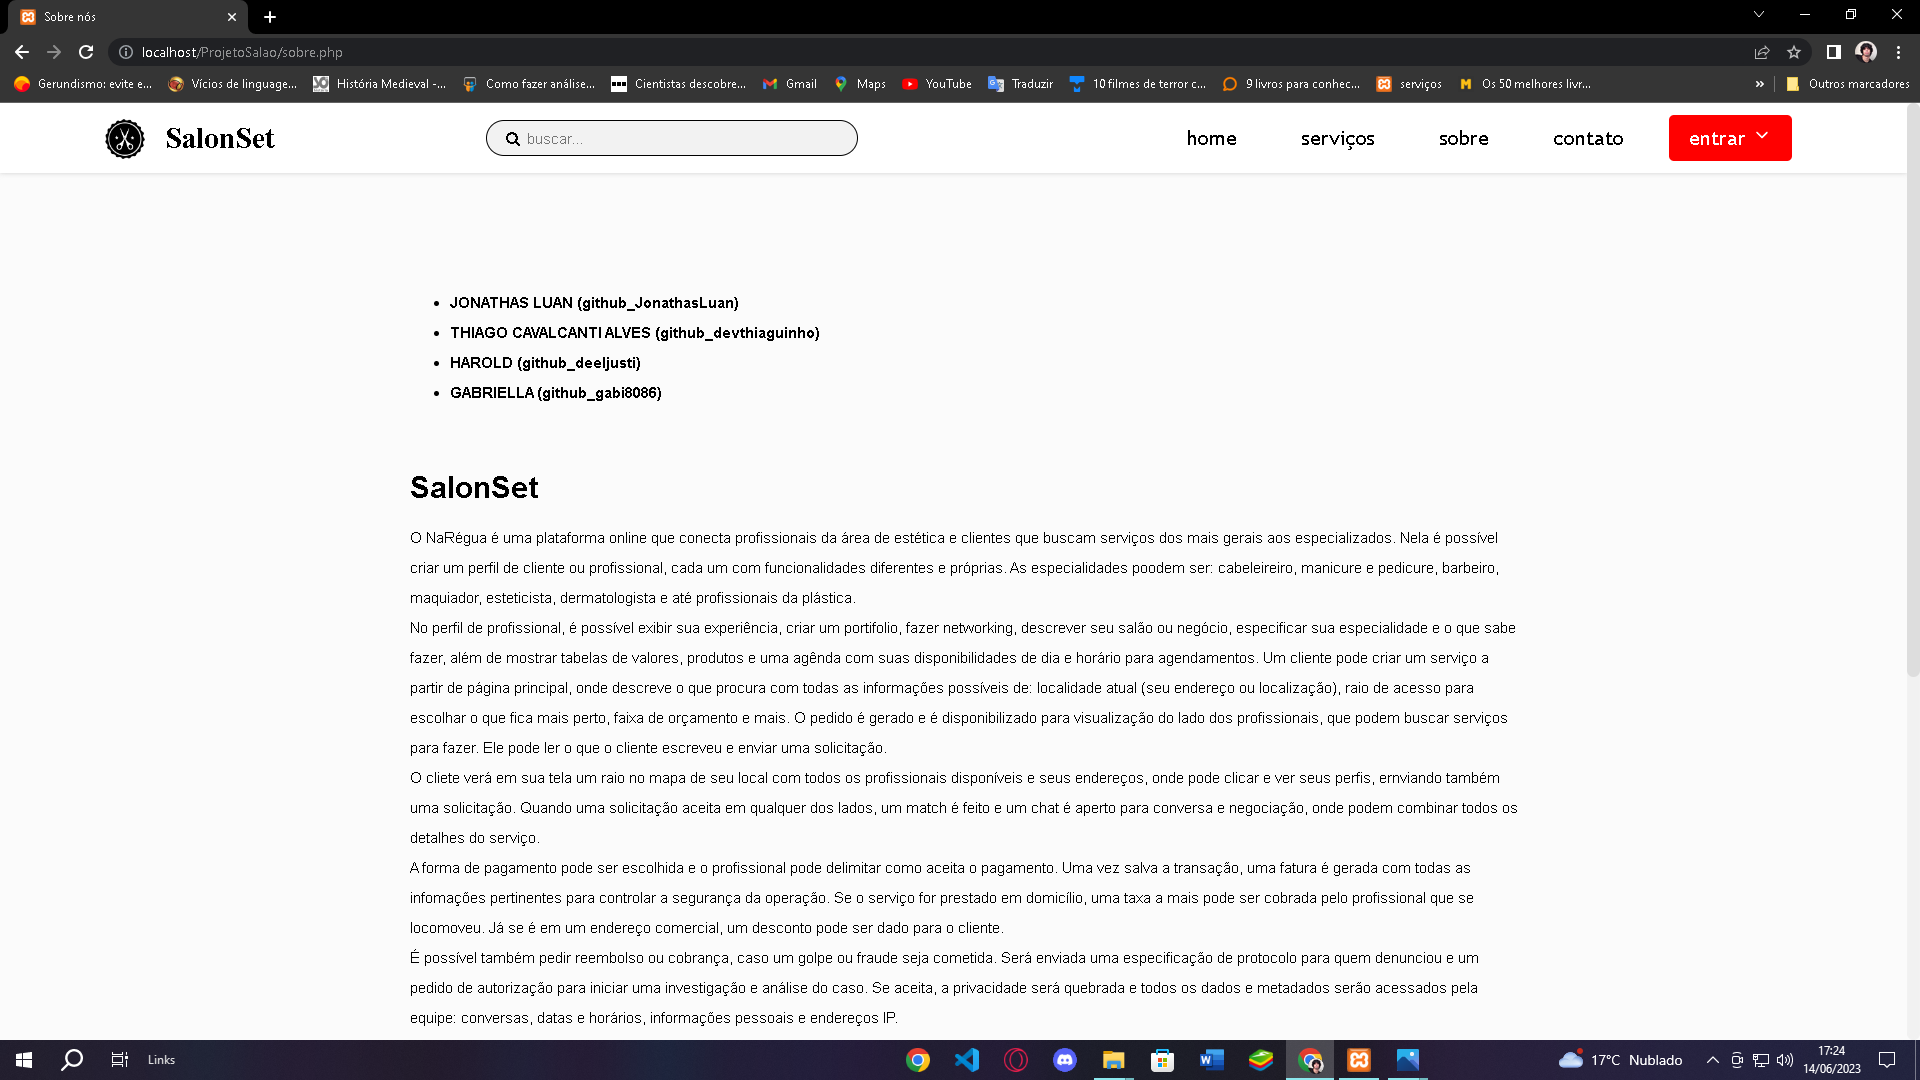 Sobre nós
localhost/ProjetoSalao/sobre.php
Gerundismo: evite e... Vícios de linguage... História Medieval -... Como fazer análise... Cientistas descobre... Gmail Maps YouTube Traduzir 10 filmes de terror c... 9 livros para conhec... serviços Os 50 melhores livr... » Outros marcadores
SalonSet buscar... home serviços sobre contato entrar
• JONATHAS LUAN (github_JonathasLuan)
• THIAGO CAVALCANTI ALVES (github_devthiaguinho)
• HAROLD (github_deeljusti)
• GABRIELLA (github_gabi8086)
SalonSet
O NaRégua é uma plataforma online que conecta profissionais da área de estética e clientes que buscam serviços dos mais gerais aos especializados. Nela é possível
criar um perfil de cliente ou profissional, cada um com funcionalidades diferentes e próprias. As especialidades poodem ser: cabeleireiro, manicure e pedicure, barbeiro,
maquiador, esteticista, dermatologista e até profissionais da plástica.
No perfil de profissional, é possível exibir sua experiência, criar um portifolio, fazer networking, descrever seu salão ou negócio, especificar sua especialidade e o que sabe
fazer, além de mostrar tabelas de valores, produtos e uma agênda com suas disponibilidades de dia e horário para agendamentos. Um cliente pode criar um serviço a
partir de página principal, onde descreve o que procura com todas as informações possíveis de: localidade atual (seu endereço ou localização), raio de acesso para
escolhar o que fica mais perto, faixa de orçamento e mais. O pedido é gerado e é disponibilizado para visualização do lado dos profissionais, que podem buscar serviços
para fazer. Ele pode ler o que o cliente escreveu e enviar uma solicitação.
O cliete verá em sua tela um raio no mapa de seu local com todos os profissionais disponíveis e seus endereços, onde pode clicar e ver seus perfis, ernviando também
uma solicitação. Quando uma solicitação aceita em qualquer dos lados, um match é feito e um chat é aperto para conversa e negociação, onde podem combinar todos os
detalhes do serviço.
A forma de pagamento pode ser escolhida e o profissional pode delimitar como aceita o pagamento. Uma vez salva a transação, uma fatura é gerada com todas as
infomações pertinentes para controlar a segurança da operação. Se o serviço for prestado em domicílio, uma taxa a mais pode ser cobrada pelo profissional que se
locomoveu. Já se é em um endereço comercial, um desconto pode ser dado para o cliente.
É possível também pedir reembolso ou cobrança, caso um golpe ou fraude seja cometida. Será enviada uma especificação de protocolo para quem denunciou e um
pedido de autorização para iniciar uma investigação e análise do caso. Se aceita, a privacidade será quebrada e todos os dados e metadados serão acessados pela
equipe: conversas, datas e horários, informações pessoais e endereços IP.
Links 17°C Nublado 17:24
14/06/2023